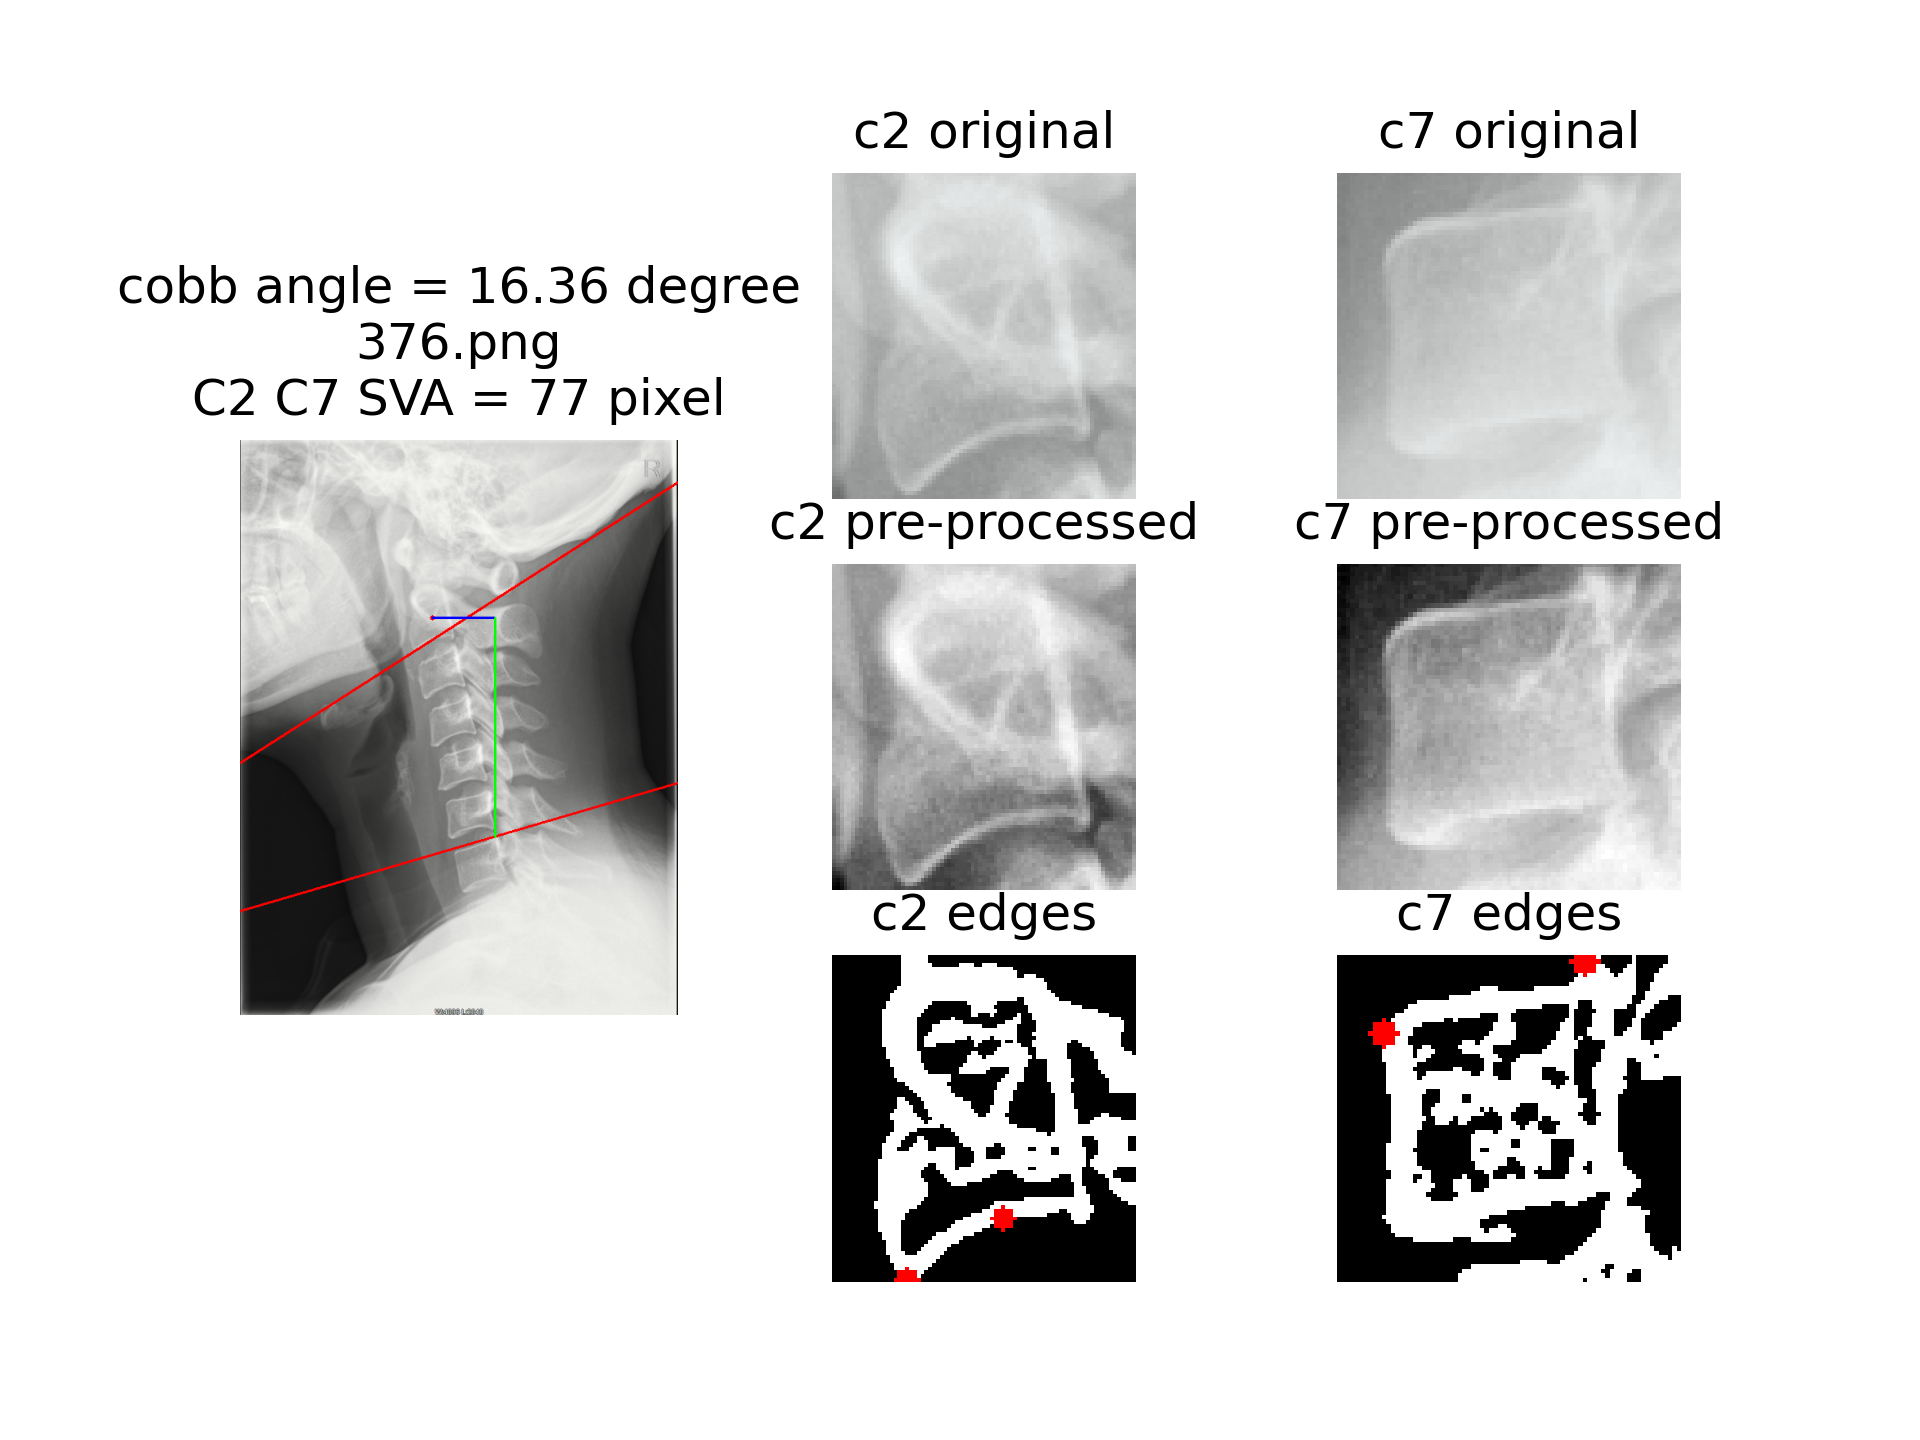 cobb angle = 16.36 degree
376.png
C2 C7 SVA = 77 pixel
R
c2 original
c7 original
c2 pre-processed
c7 pre-processed
c2 edges
c7 edges